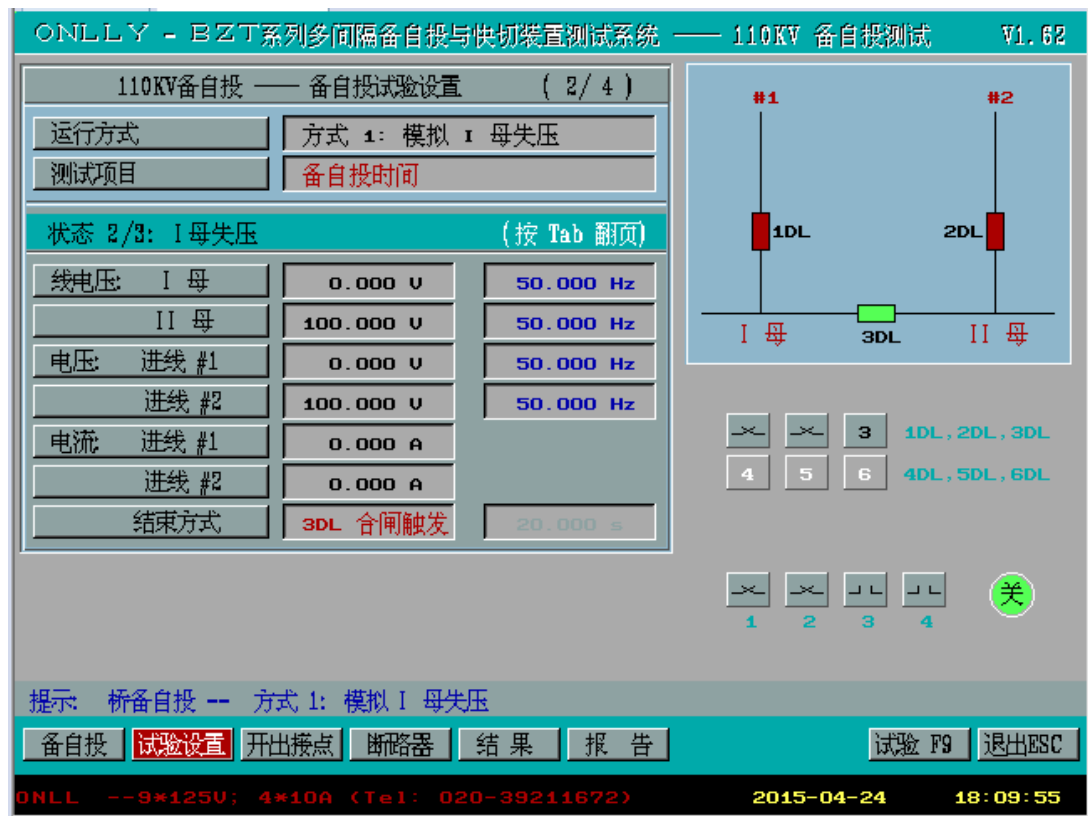 ONLLY - BZT系列多间隔备自投与快切装置测试系统 —— 110KV 备自投测试 V1.62
110KV备自投 —— 备自投试验设置 ( 2/ 4 )
运行方式 方式 1: 模拟 I 母失压
测试项目 备自投时间
状态 2/3: I 母失压 (按 Tab 翻页)
线电压: I 母 0.000 V 50.000 Hz
II 母 100.000 V 50.000 Hz
电压: 进线 #1 0.000 V 50.000 Hz
进线 #2 100.000 V 50.000 Hz
电流: 进线 #1 0.000 A
进线 #2 0.000 A
结束方式 3DL 合闸触发 20.000 s
#1 #2
1DL 2DL
I 母 3DL II 母
3 1DL,2DL,3DL
4 5 6 4DL,5DL,6DL
关
1 2 3 4
提示: 桥备自投 -- 方式 1: 模拟 I 母失压
备自投 试验设置 开出接点 断路器 结 果 报 告 试验 F9 退出ESC
ONLL --9*125V; 4*10A (Tel: 020-39211672) 2015-04-24 18:09:55